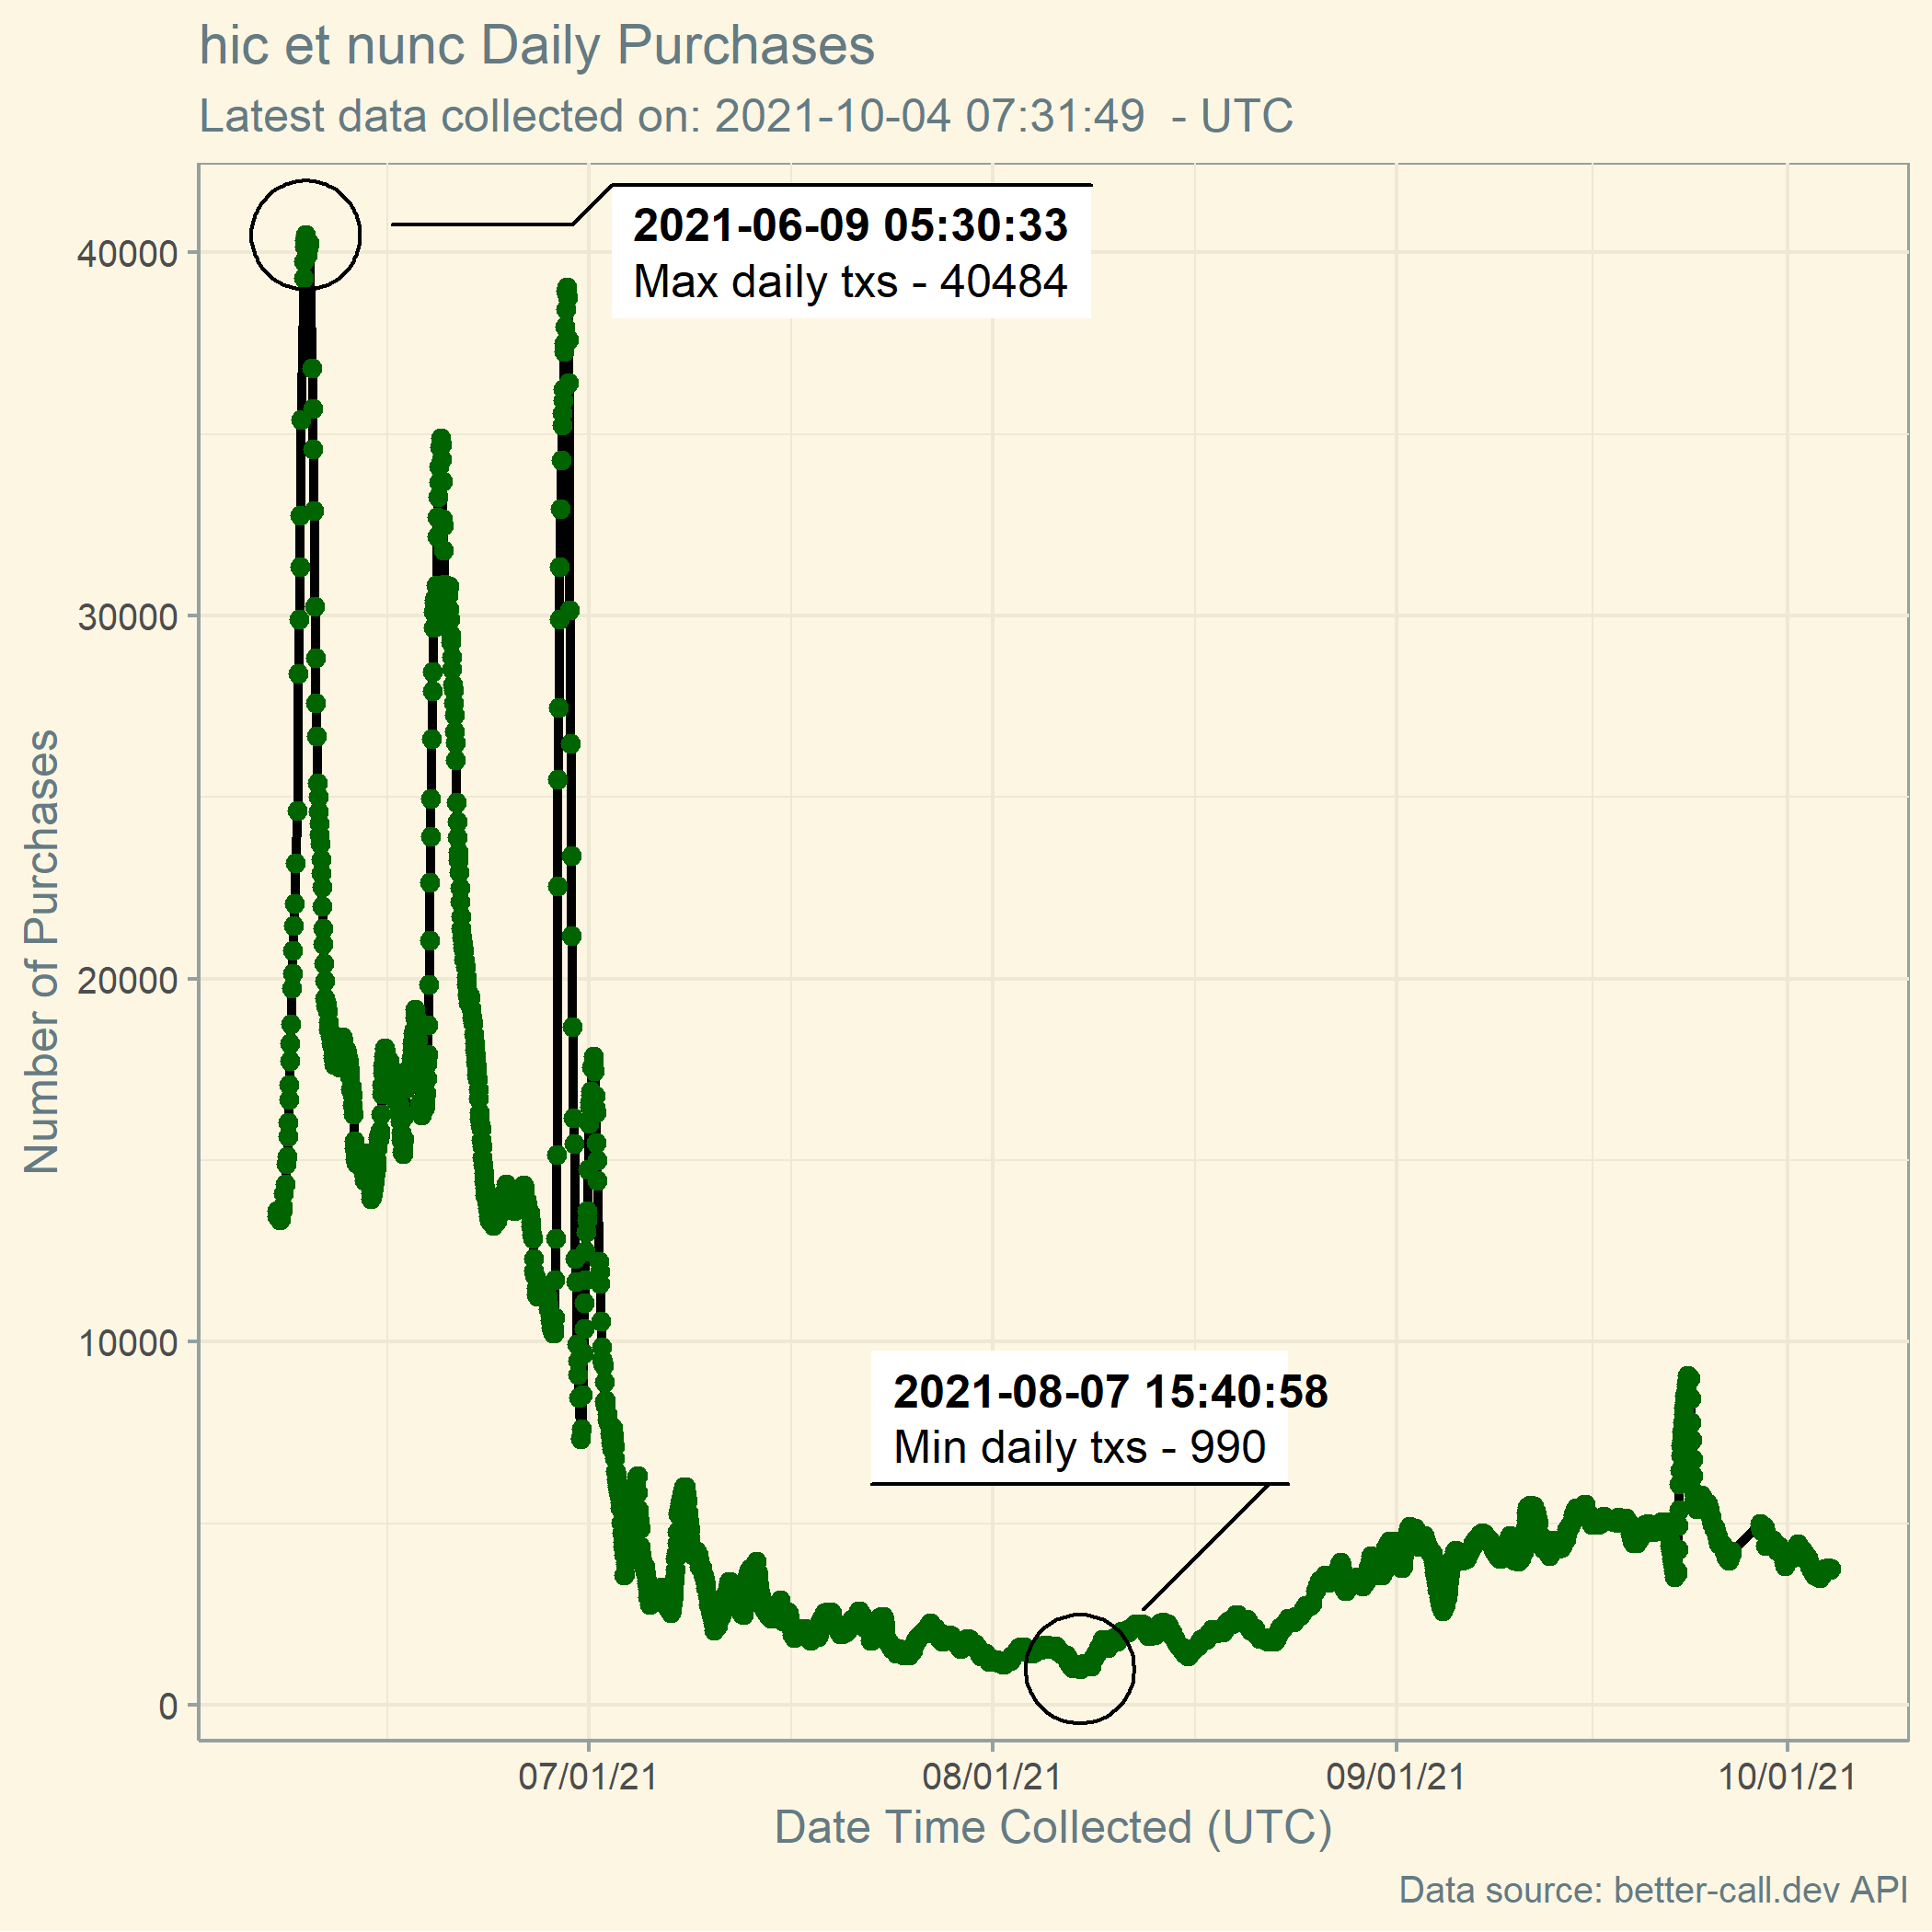 hic et nunc Daily Purchases
Latest data collected on: 2021-10-04 07:31:49  - UTC
2021-06-09 05:30:33
Max daily txs - 40484
40000
30000
20000
10000
0
Number of Purchases
2021-08-07 15:40:58
Min daily txs - 990
07/01/21
08/01/21
09/01/21
10/01/21
Date Time Collected (UTC)
Data source: better-call.dev API